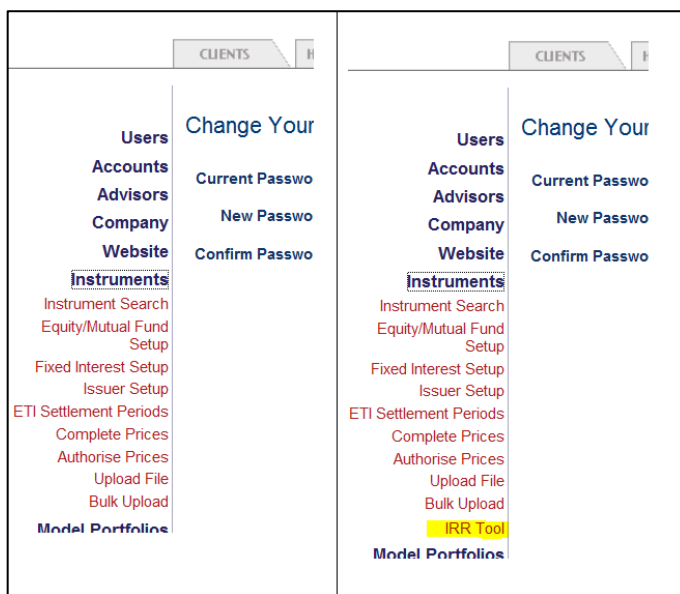 CLIENTS
Change Your
Users
Accounts
Current Passwo
Advisors
New Passwo
Company
Website
Confirm Passwo
Instruments
Instrument Search
Equity/Mutual Fund
Setup
Fixed Interest Setup
Issuer Setup
ETI Settlement Periods
Complete Prices
Authorise Prices
Upload File
Bulk Upload
Model Portfolios
CLIENTS
Change Your
Users
Accounts
Current Passwo
Advisors
New Passwo
Company
Website
Confirm Passwo
Instruments
Instrument Search
Equity/Mutual Fund
Setup
Fixed Interest Setup
Issuer Setup
ETI Settlement Periods
Complete Prices
Authorise Prices
Upload File
Bulk Upload
IRR Tool
Model Portfolios